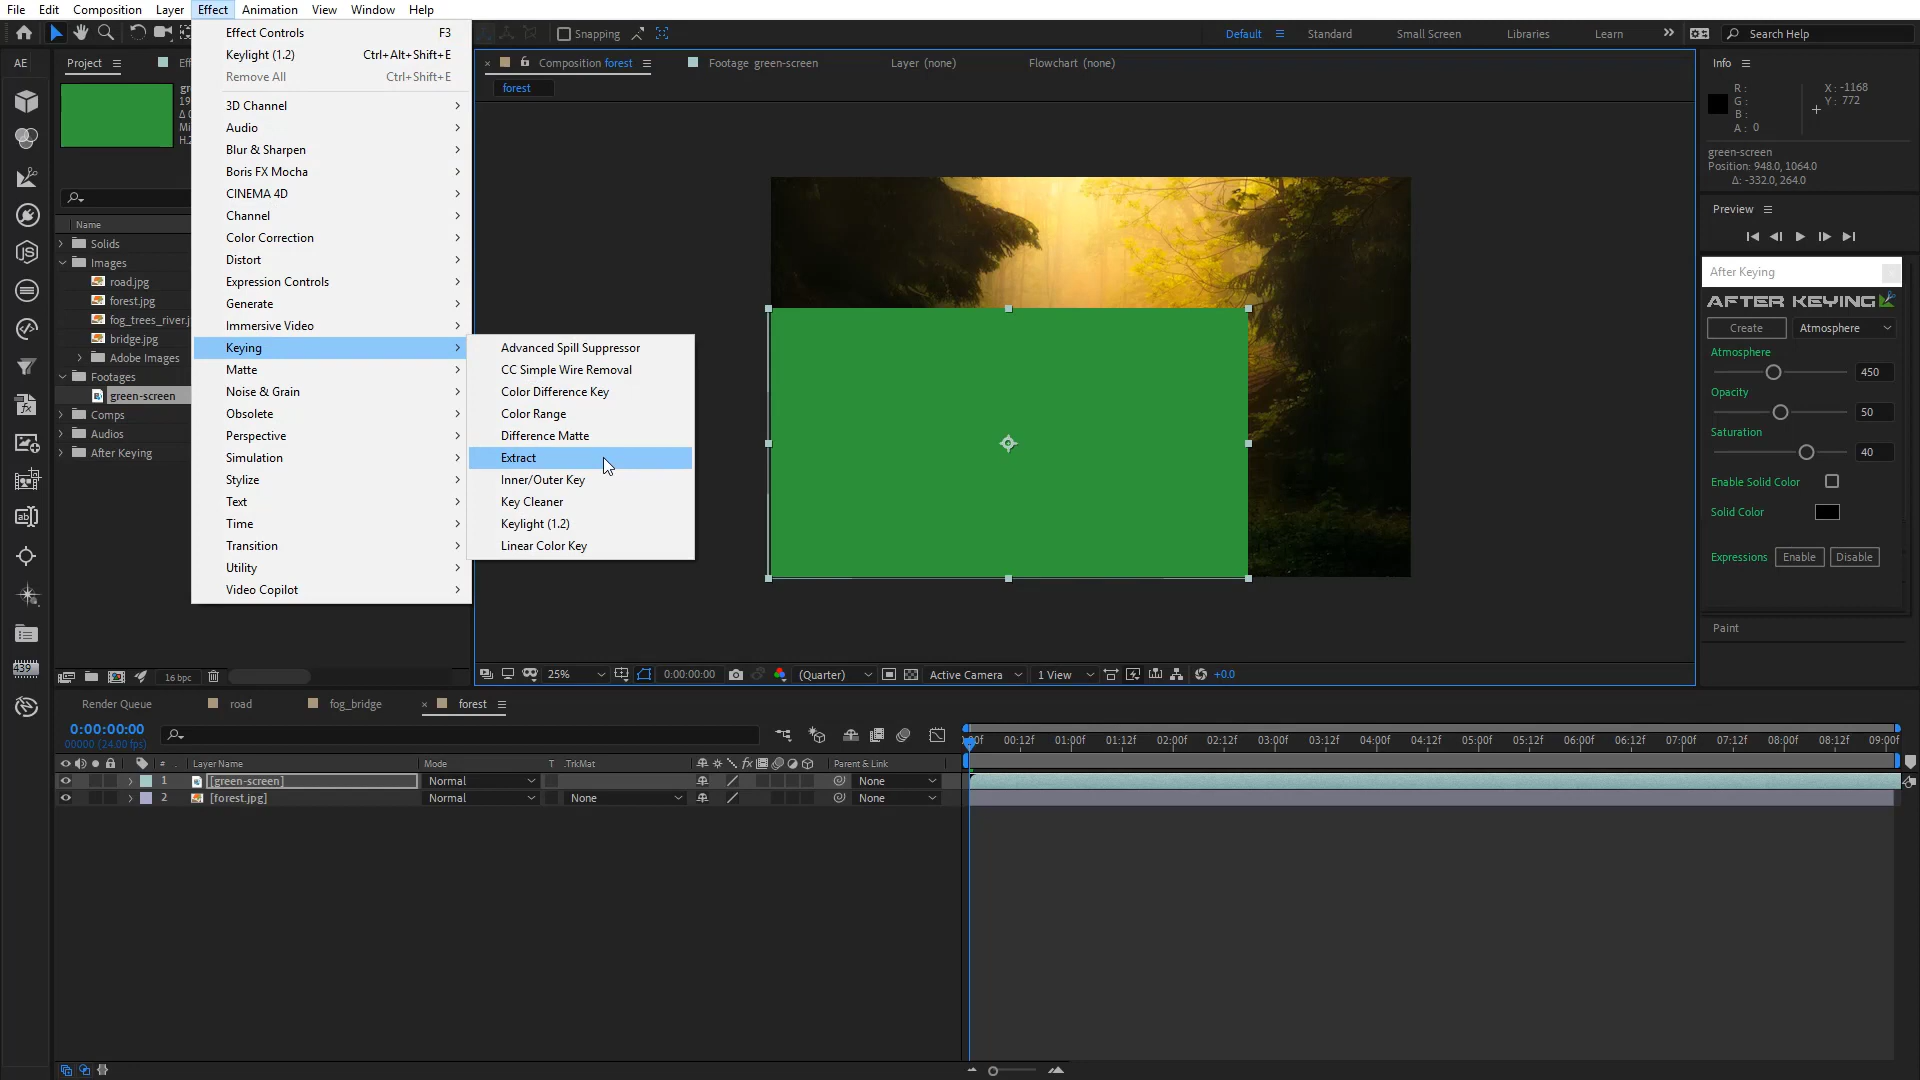 File Edit Composition Layer Effect Animation View Window Help
Snapping
Default Standard Small Screen Libraries Learn Search Help
AE
Project
Effect Controls F3
Keylight (1.2) Ctrl+Alt+Shift+E
Remove All Ctrl+Shift+E
3D Channel
Audio
Blur & Sharpen
Boris FX Mocha
CINEMA 4D
Channel
Color Correction
Distort
Expression Controls
Generate
Immersive Video
Keying
Matte
Noise & Grain
Obsolete
Perspective
Simulation
Stylize
Text
Time
Transition
Utility
Video Copilot
Advanced Spill Suppressor
CC Simple Wire Removal
Color Difference Key
Color Range
Difference Matte
Extract
Inner/Outer Key
Key Cleaner
Keylight (1.2)
Linear Color Key
Name
Solids
Images
road.jpg
forest.jpg
fog_trees_river.j
bridge.jpg
Adobe Images
Footages
green-screen
Comps
Audios
After Keying
16 bpc
439
Composition forest
Footage green-screen
Layer (none)
Flowchart (none)
forest
25%
0:00:00:00
(Quarter)
Active Camera
1 View
+0.0
Info
R :
G :
B :
A : 0
X : -1168
Y : 772
green-screen
Position: 948.0, 1064.0
Δ: -332.0, 264.0
Preview
After Keying
AFTER KEYING
Create Atmosphere
Atmosphere
450
Opacity
50
Saturation
40
Enable Solid Color
Solid Color
Expressions Enable Disable
Paint
Render Queue road fog_bridge forest
0:00:00:00
00000 (24.00 fps)
# Layer Name Mode T .TrkMat fx Parent & Link
1 [green-screen] Normal None
2 [forest.jpg] Normal None None
00:12f 01:00f 01:12f 02:00f 02:12f 03:00f 03:12f 04:00f 04:12f 05:00f 05:12f 06:00f 06:12f 07:00f 07:12f 08:00f 08:12f 09:00f